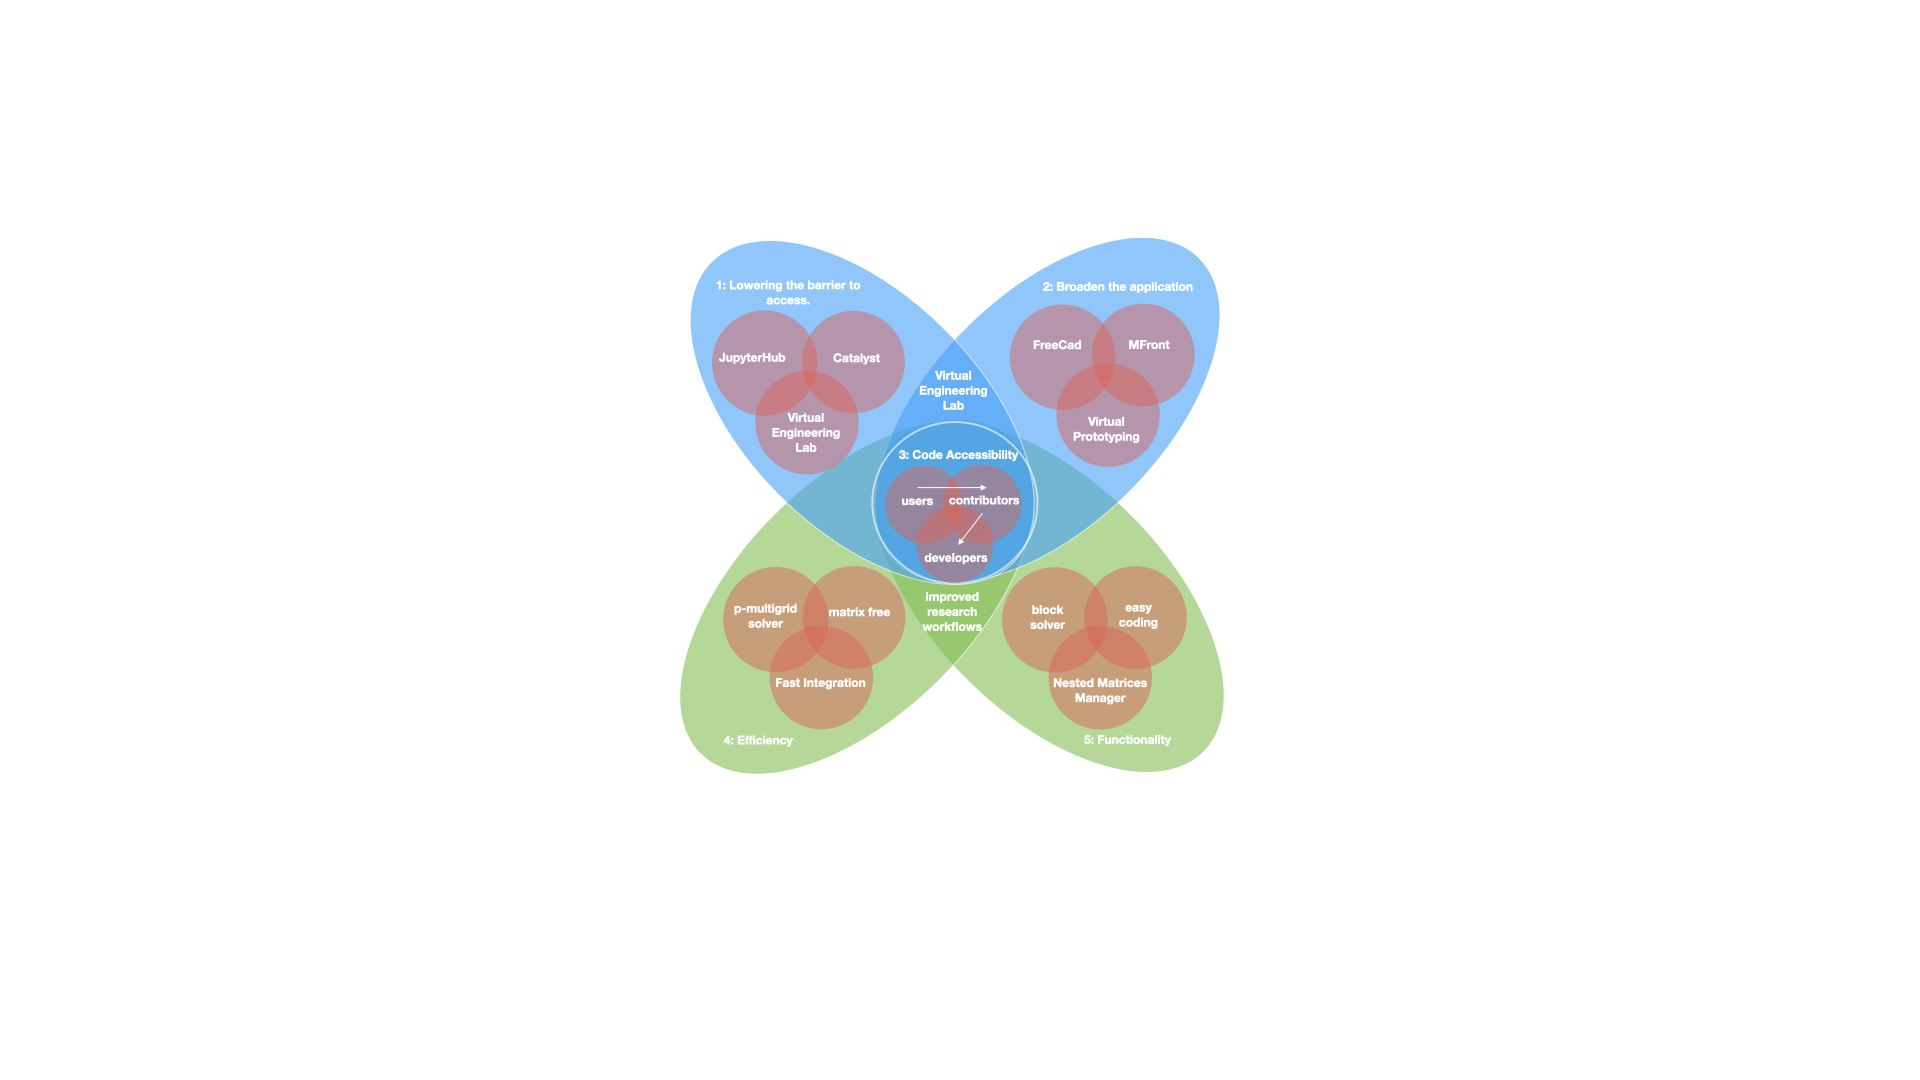 1: Lowering the barrier to
access.
JupyterHub
Catalyst
Virtual
Engineering
Lab
2: Broaden the application
FreeCad
MFront
Virtual
Prototyping
Virtual
Engineering
Lab
3: Code Accessibility
users
contributors
developers
improved
research
workflows
p-multigrid
solver
matrix free
Fast Integration
4: Efficiency
block
solver
easy
coding
Nested Matrices
Manager
5: Functionality